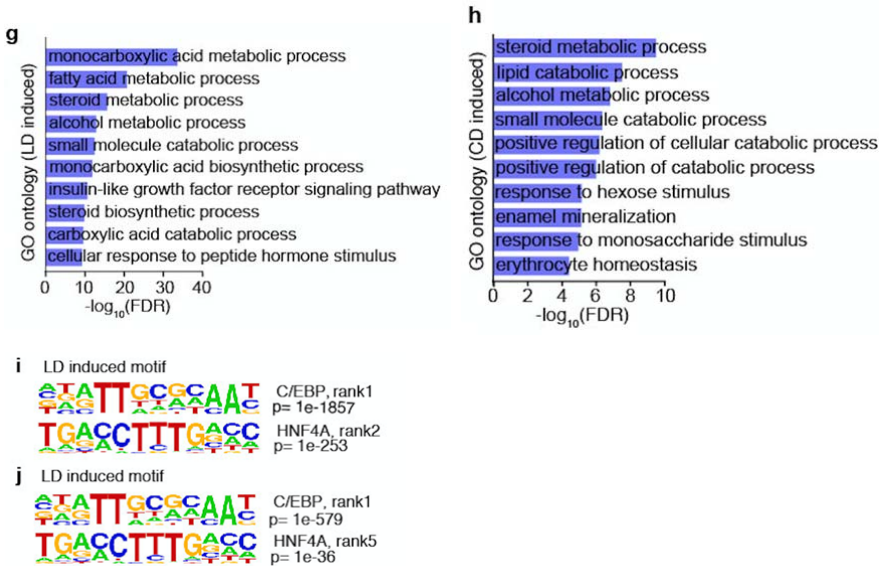 g
GO ontology (LD induced)
monocarboxylic acid metabolic process
fatty acid metabolic process
steroid metabolic process
alcohol metabolic process
small molecule catabolic process
monocarboxylic acid biosynthetic process
insulin-like growth factor receptor signaling pathway
steroid biosynthetic process
carboxylic acid catabolic process
cellular response to peptide hormone stimulus
0 10 20 30 40
-log10(FDR)
h
GO ontology (CD induced)
steroid metabolic process
lipid catabolic process
alcohol metabolic process
small molecule catabolic process
positive regulation of cellular catabolic process
positive regulation of catabolic process
response to hexose stimulus
enamel mineralization
response to monosaccharide stimulus
erythrocyte homeostasis
0 2 4 6 8 10
-log10(FDR)
i LD induced motif
ATATTGCGCAAT
C/EBP, rank1
p= 1e-1857
TGACCTTTGACC
HNF4A, rank2
p= 1e-253
j LD induced motif
ATATTGCGCAAT
C/EBP, rank1
p= 1e-579
TGACCTTTGACC
HNF4A, rank5
p= 1e-36